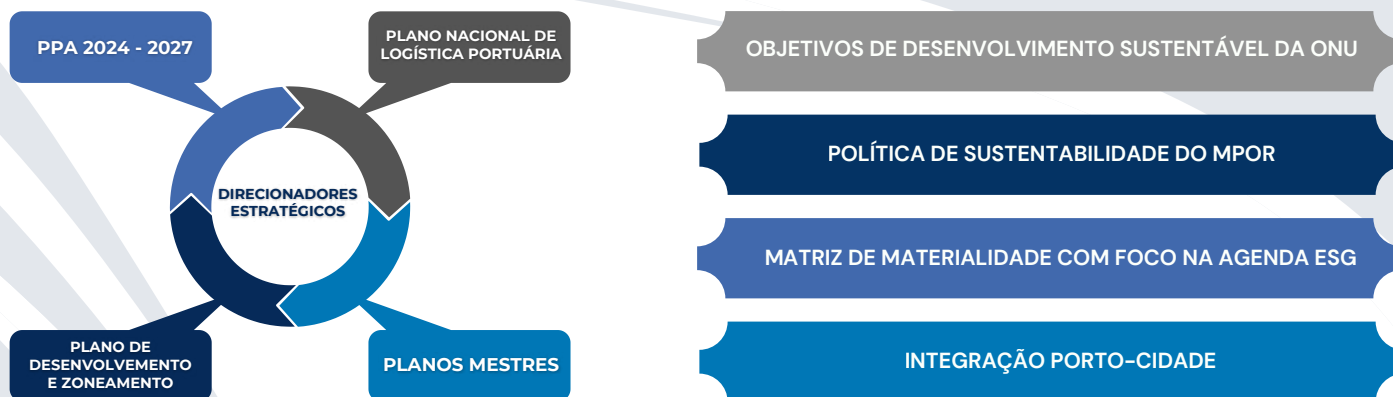 PPA 2024 - 2027
PLANO NACIONAL DE
LOGÍSTICA PORTUÁRIA
DIRECIONADORES
ESTRATÉGICOS
PLANO DE
DESENVOLVEMENTO
E ZONEAMENTO
PLANOS MESTRES
OBJETIVOS DE DESENVOLVIMENTO SUSTENTÁVEL DA ONU
POLÍTICA DE SUSTENTABILIDADE DO MPOR
MATRIZ DE MATERIALIDADE COM FOCO NA AGENDA ESG
INTEGRAÇÃO PORTO-CIDADE